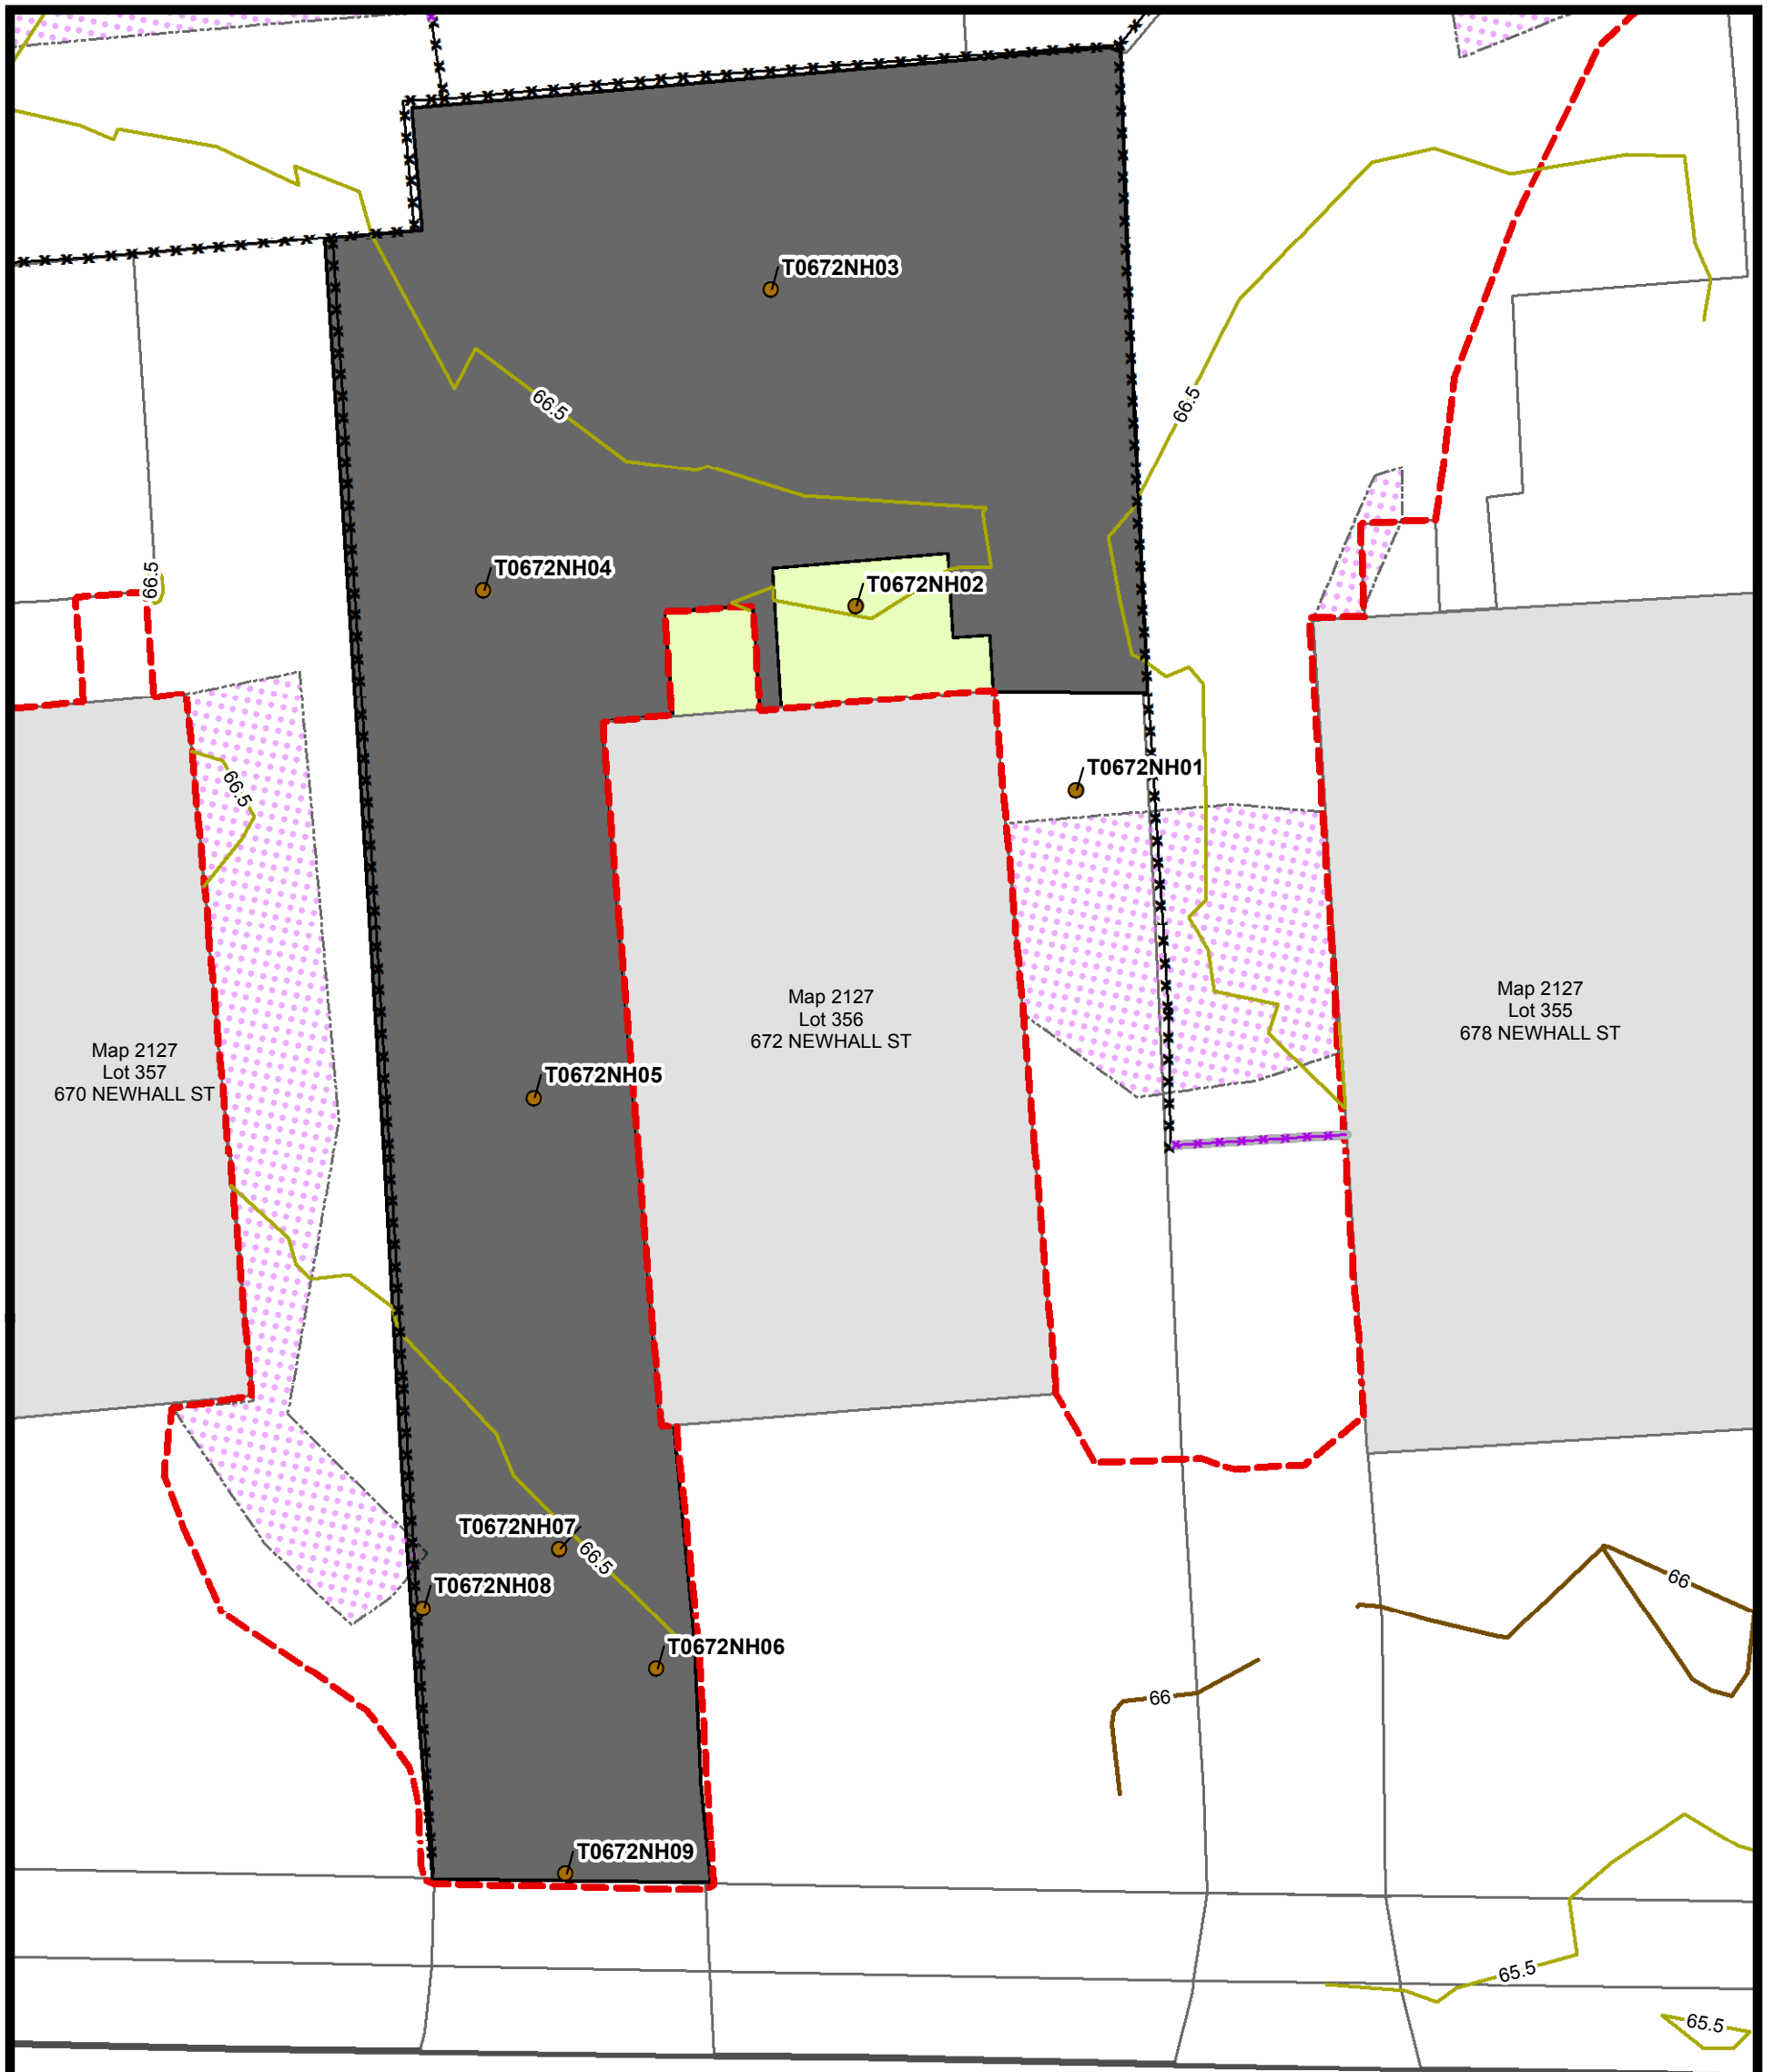 T0672NH03
66.5
66.5
T0672NH04
66.5
T0672NH02
T0672NH01
66.5
Map 2127
Lot 356
672 NEWHALL ST
Map 2127
Lot 355
678 NEWHALL ST
Map 2127
Lot 357
670 NEWHALL ST
T0672NH05
T0672NH07
66.5
T0672NH08
66
T0672NH06
66
T0672NH09
65.5
65.5